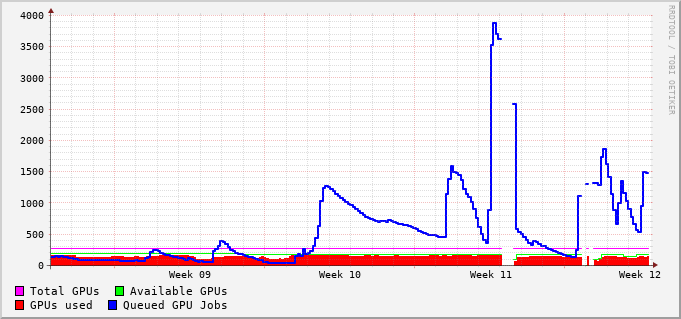 4000
3500
3000
2500
2000
1500
1000
500
0
Week 09 Week 10 Week 11 Week 12
Total GPUs Available GPUs
GPUs used Queued GPU Jobs
RRDTOOL / TOBI OETIKER